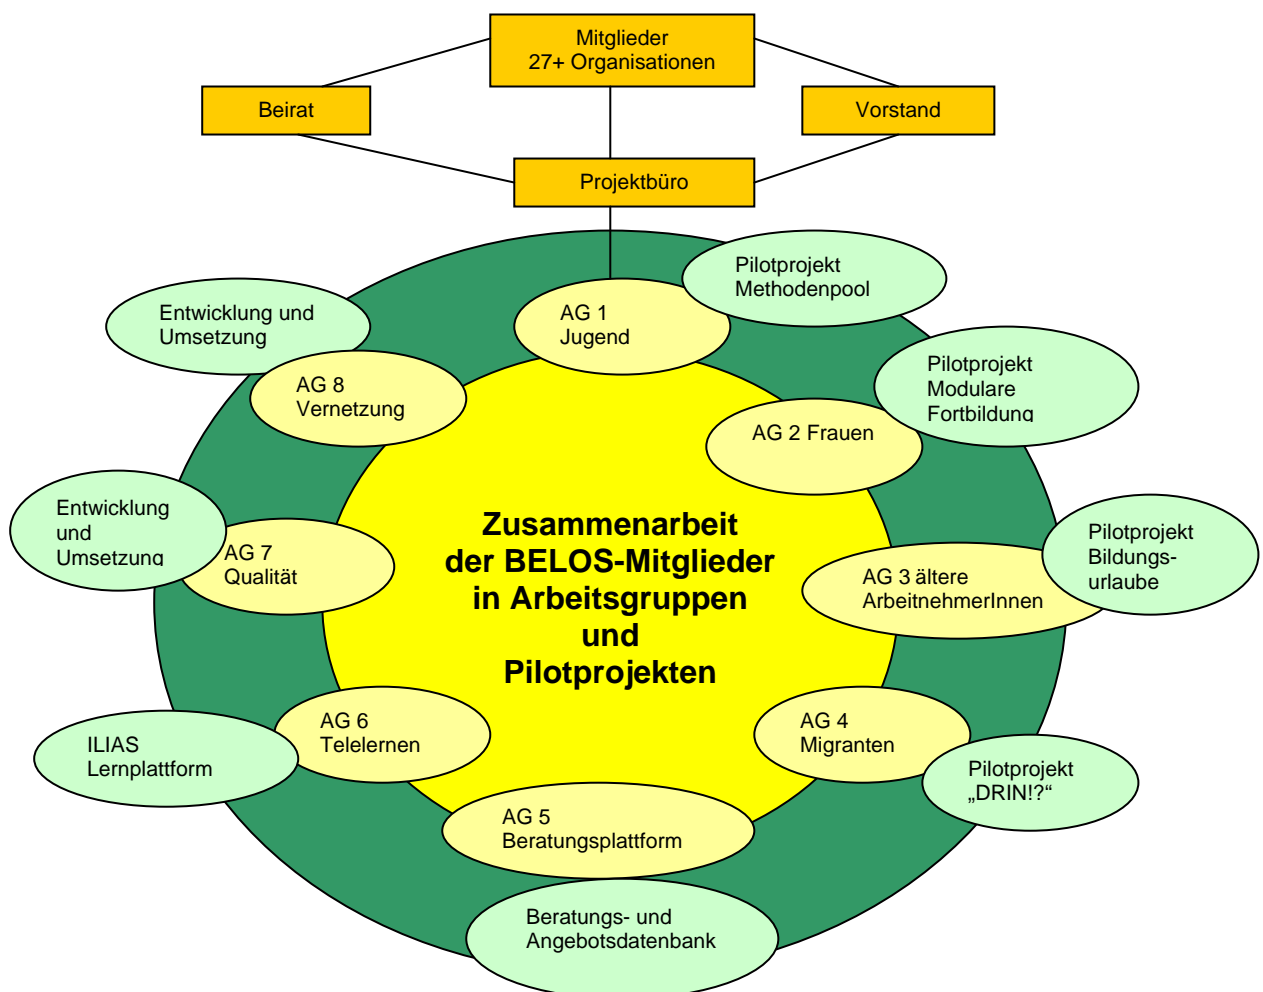 Mitglieder
27+ Organisationen
Beirat
Vorstand
Projektbüro
Pilotprojekt
Methodenpool
Entwicklung und
Umsetzung
AG 1
Jugend
Pilotprojekt
Modulare
Fortbildung
AG 8
Vernetzung
AG 2 Frauen
Entwicklung
und
Umsetzung
Zusammenarbeit
der BELOS-Mitglieder
in Arbeitsgruppen
und
Pilotprojekten
Pilotprojekt
Bildungs-
urlaube
AG 7
Qualität
AG 3 ältere
ArbeitnehmerInnen
AG 6
Telelernen
AG 4
Migranten
ILIAS
Lernplattform
Pilotprojekt
„DRIN!?“
AG 5
Beratungsplattform
Beratungs- und
Angebotsdatenbank